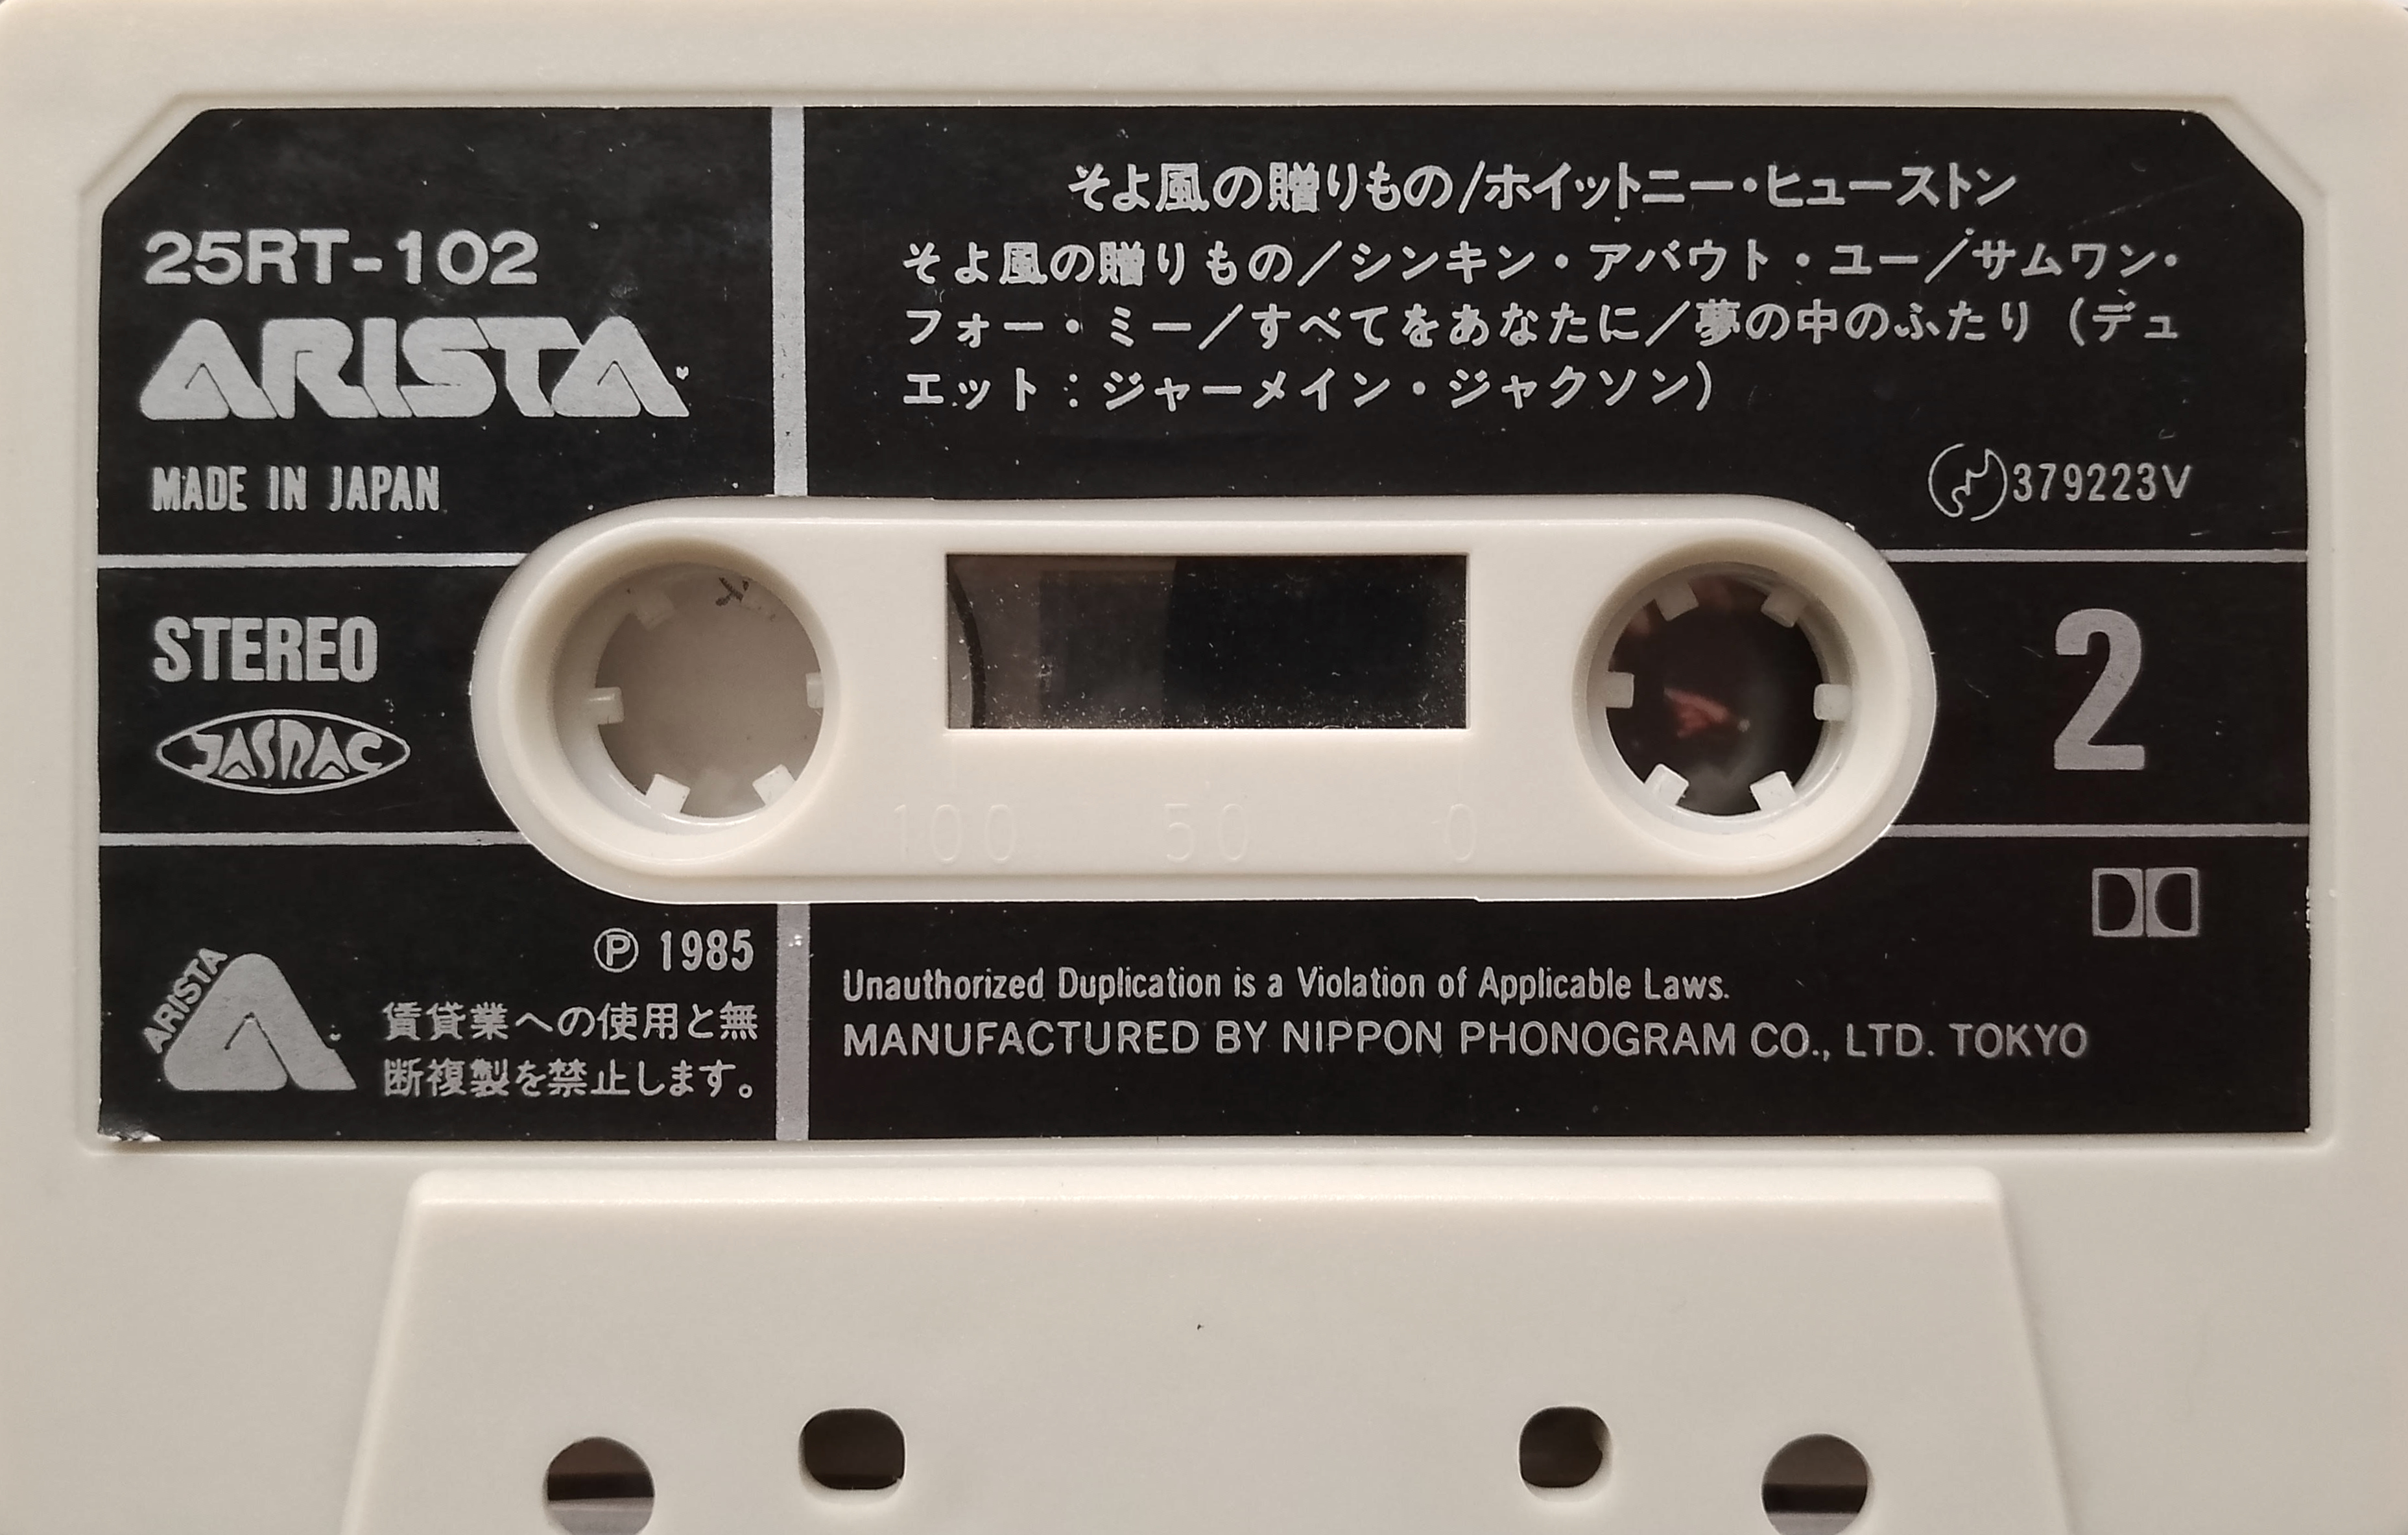 25RT-102
ARISTA
MADE IN JAPAN
そよ風の贈りもの/ホイットニー・ヒューストン
そよ風の贈りもの／シンキン・アバウト・ユー／サムワン・
フォー・ミー／すべてをあなたに／夢の中のふたり（デュ
エット：ジャーメイン・ジャクソン）
379223V
STEREO
JASRAC
2
100 50 0
ARISTA
Ⓟ 1985
賃貸業への使用と無
断複製を禁止します。
Unauthorized Duplication is a Violation of Applicable Laws.
MANUFACTURED BY NIPPON PHONOGRAM CO., LTD. TOKYO